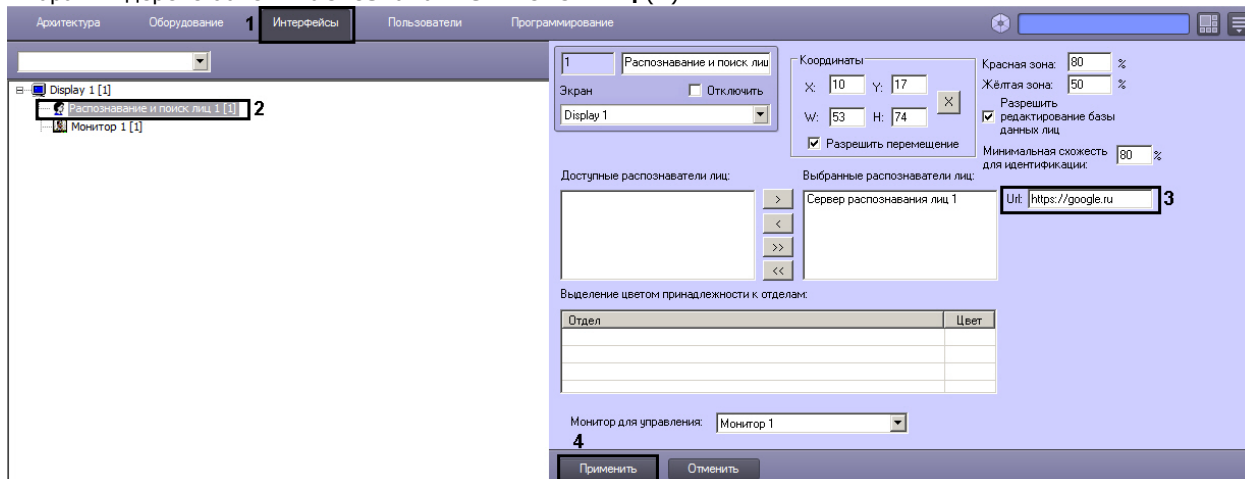 Архитектура Оборудование 1 Интерфейсы Пользователи Программирование
Display 1 [1]
Распознавание и поиск лиц 1 [1] 2
Монитор 1 [1]
1 Распознавание и поиск лиц
Экран Отключить
Display 1
Координаты
X: 10 Y: 17
X
W: 53 H: 74
Разрешить перемещение
Красная зона: 80 %
Жёлтая зона: 50 %
Разрешить
редактирование базы
данных лиц
Минимальная схожесть
для идентификации: 80 %
Доступные распознаватели лиц:
Выбранные распознаватели лиц:
>
<
>>
<<
Сервер распознавания лиц 1
Url: https://google.ru 3
Выделение цветом принадлежности к отделам:
Отдел Цвет
Монитор для управления: Монитор 1
4
Применить Отменить